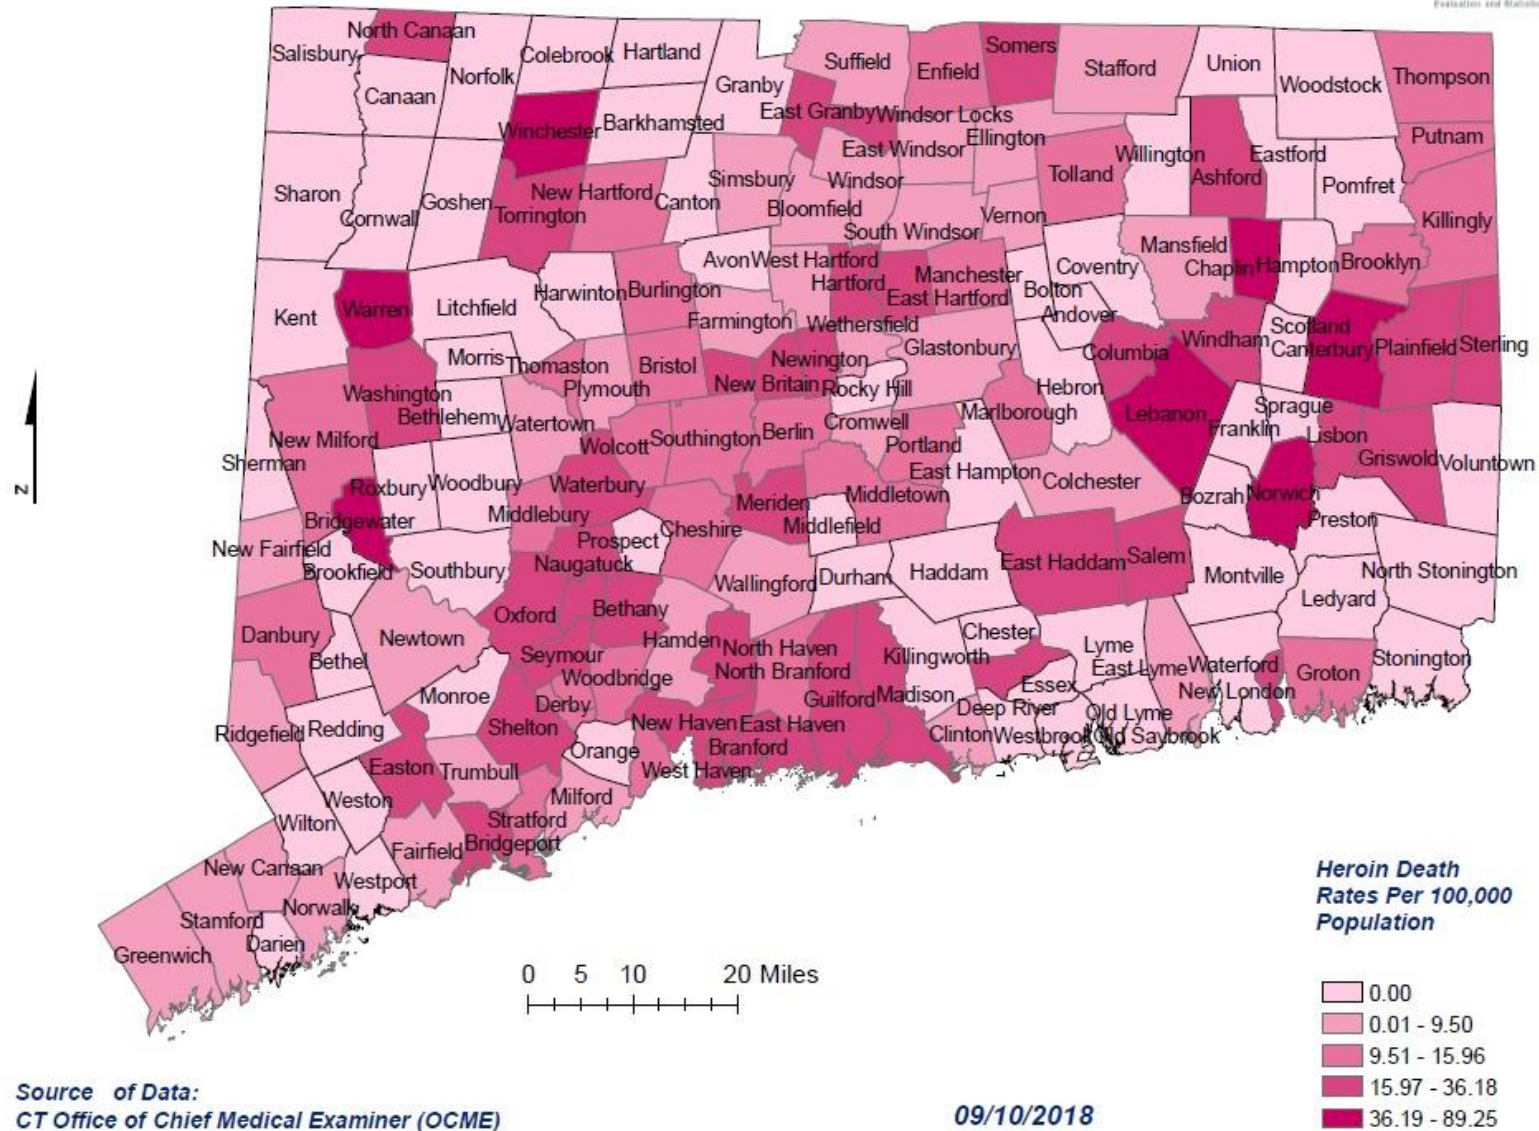 Evaluation and Statistic
North Canaan
Salisbury
Colebrook
Hartland
Suffield
Somers
Enfield
Stafford
Union
Norfolk
Canaan
Granby
Woodstock
Thompson
East Granby
Windsor Locks
Winchester
Barkhamsted
Ellington
Putnam
East Windsor
Willington
Eastford
Simsbury
Windsor
Tolland
Ashford
Pomfret
Sharon
New Hartford
Canton
Goshen
Cornwall
Torrington
Bloomfield
Vernon
Killingly
South Windsor
Mansfield
Avon
West Hartford
Hartford
Manchester
Coventry
Chaplin
Hampton
Brooklyn
Harwinton
Burlington
East Hartford
Bolton
Kent
Warren
Litchfield
Andover
Farmington
Wethersfield
Scotland
Windham
Canterbury
Plainfield
Sterling
Morris
Thomaston
Bristol
Newington
Glastonbury
Columbia
Plymouth
New Britain
Rocky Hill
Hebron
Washington
Bethlehem
Watertown
Cromwell
Marlborough
Lebanon
Sprague
Franklin
Lisbon
New Milford
Wolcott
Southington
Berlin
Portland
Sherman
East Hampton
Griswold
Voluntown
Roxbury
Woodbury
Waterbury
Colchester
Middletown
Bozrah
Norwich
Meriden
Middlebury
Middlefield
Bridgewater
Cheshire
Preston
Prospect
New Fairfield
Naugatuck
East Haddam
Salem
Brookfield
Southbury
Wallingford
Durham
Haddam
Montville
North Stonington
Ledyard
Oxford
Bethany
Danbury
Newtown
Hamden
Chester
North Haven
Killingworth
Lyme
Bethel
Seymour
East Lyme
Waterford
Stonington
North Branford
Groton
Woodbridge
Essex
New London
Monroe
Guilford
Madison
Derby
Deep River
Old Lyme
Ridgefield
Redding
Shelton
New Haven
East Haven
Clinton
Westbrook
Old Saybrook
Orange
Branford
Easton
Trumbull
West Haven
Weston
Milford
Wilton
Stratford
Bridgeport
Fairfield
New Canaan
Westport
Norwalk
Stamford
Darien
Greenwich
N
0 5 10 20 Miles
Heroin Death
Rates Per 100,000
Population
0.00
0.01 - 9.50
9.51 - 15.96
15.97 - 36.18
36.19 - 89.25
Source of Data:
CT Office of Chief Medical Examiner (OCME)
09/10/2018